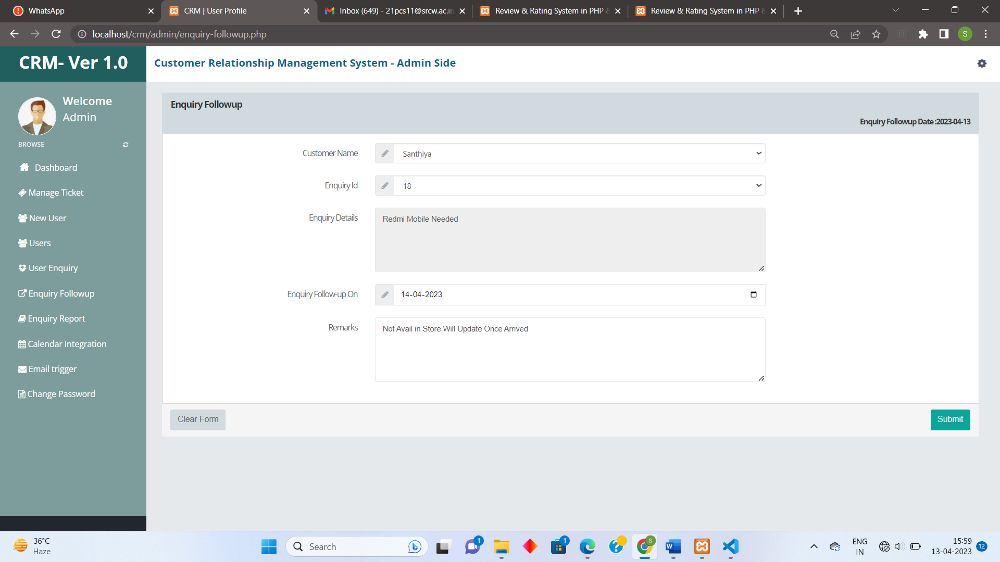 WhatsApp
CRM | User Profile
Inbox (649) - 21pcs11@srcw.ac.in
Review & Rating System in PHP &
Review & Rating System in PHP &
localhost/crm/admin/enquiry-followup.php
S
CRM- Ver 1.0
Customer Relationship Management System - Admin Side
Welcome
Admin
BROWSE
Dashboard
Manage Ticket
New User
Users
User Enquiry
Enquiry Followup
Enquiry Report
Calendar Integration
Email trigger
Change Password
Enquiry Followup
Enquiry Followup Date :2023-04-13
Customer Name
Santhiya
Enquiry Id
18
Enquiry Details
Redmi Mobile Needed
Enquiry Follow-up On
14-04-2023
Remarks
Not Avail in Store Will Update Once Arrived
Clear Form
Submit
36°C
Haze
Search
1
1
S
W
ENG
IN
15:59
13-04-2023
12